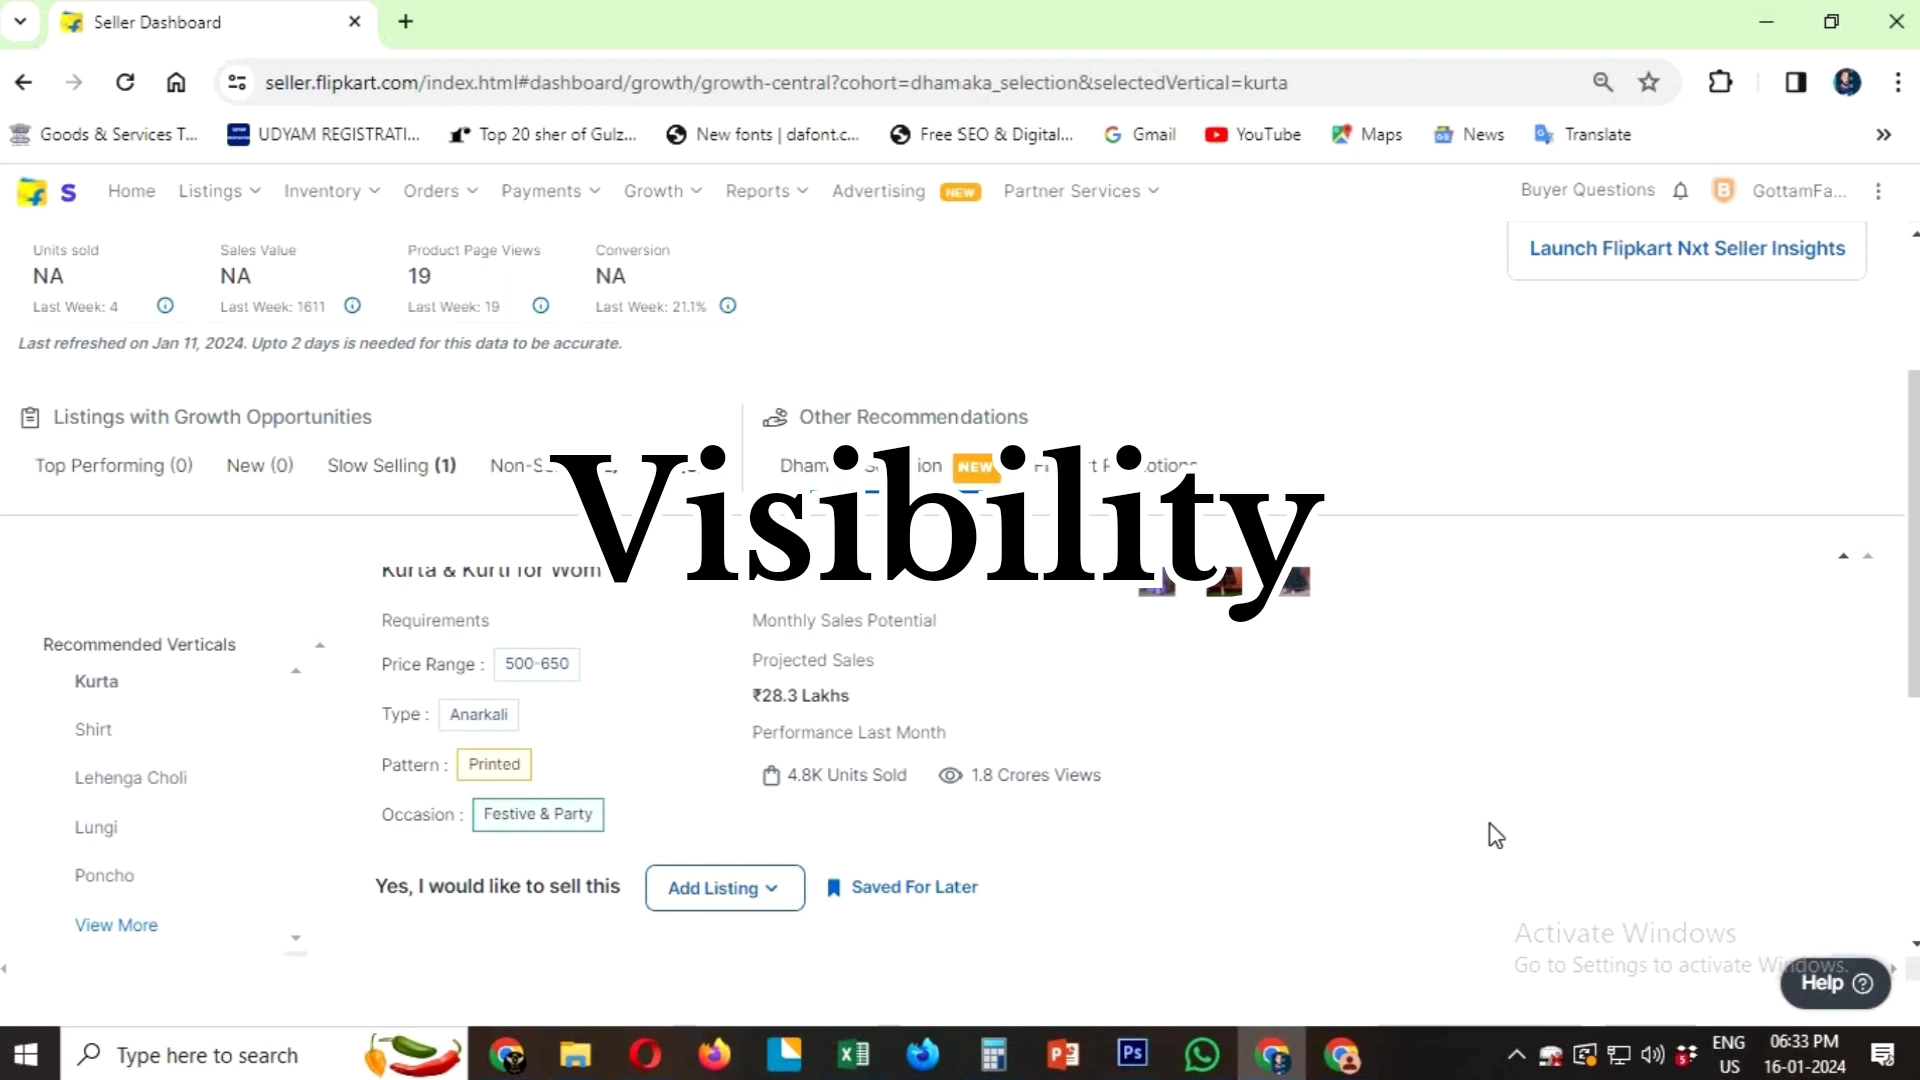 Seller Dashboard
seller.flipkart.com/index.html#dashboard/growth/growth-central?cohort=dhamaka_selection&selectedVertical=kurta
Goods & Services T... UDYAM REGISTRATI... Top 20 sher of Gulz... New fonts | dafont.c... Free SEO & Digital... Gmail YouTube Maps News Translate
Home Listings Inventory Orders Payments Growth Reports Advertising NEW Partner Services Buyer Questions GottamFa...
Units sold Sales Value Product Page Views Conversion
NA NA 19 NA
Last Week: 4 Last Week: 1611 Last Week: 19 Last Week: 21.1%
Launch Flipkart Nxt Seller Insights
Last refreshed on Jan 11, 2024. Upto 2 days is needed for this data to be accurate.
Listings with Growth Opportunities Other Recommendations
Top Performing (0) New (0) Slow Selling (1) NEW
Visibility
Kurta & Kurti for Wom
Requirements Monthly Sales Potential
Recommended Verticals
Kurta
Shirt
Lehenga Choli
Lungi
Poncho
View More
Price Range : 500-650
Type : Anarkali
Pattern : Printed
Occasion : Festive & Party
Projected Sales
₹28.3 Lakhs
Performance Last Month
4.8K Units Sold 1.8 Crores Views
Yes, I would like to sell this Add Listing Saved For Later
Activate Windows
Go to Settings to activate Windows.
Help
Type here to search
ENG
US
06:33 PM
16-01-2024